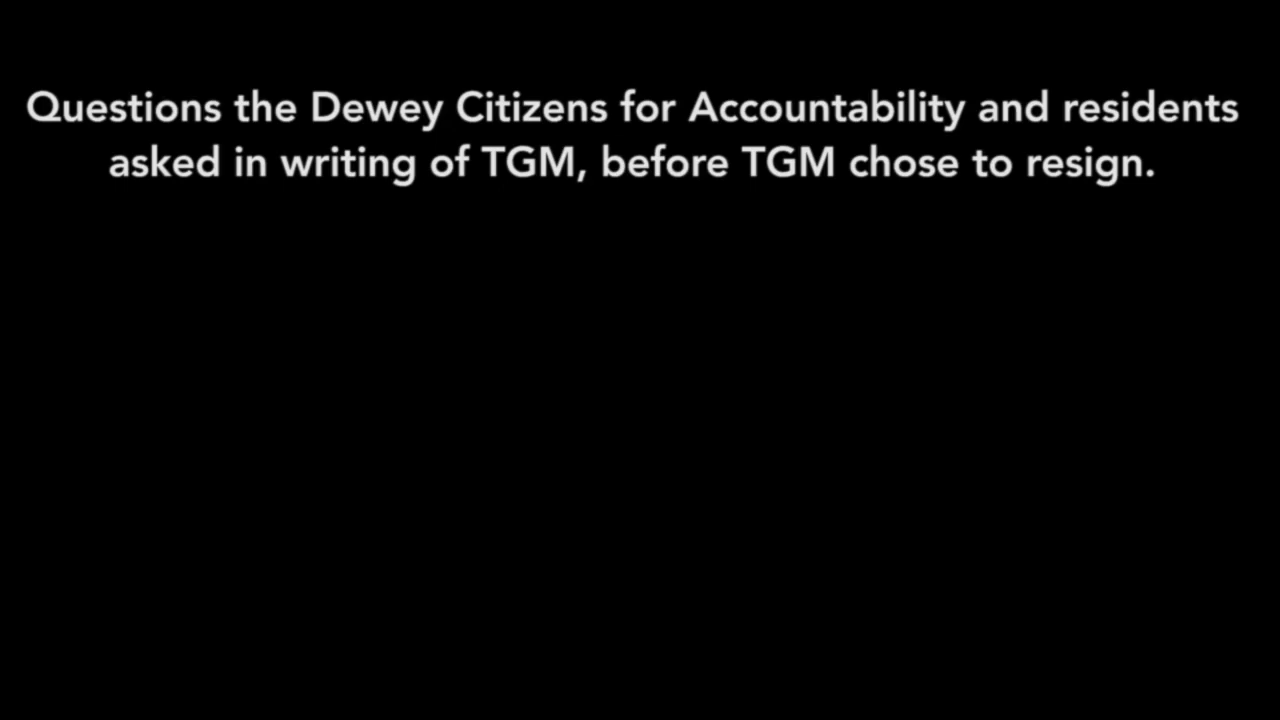 Questions the Dewey Citizens for Accountability and residents
asked in writing of TGM, before TGM chose to resign.